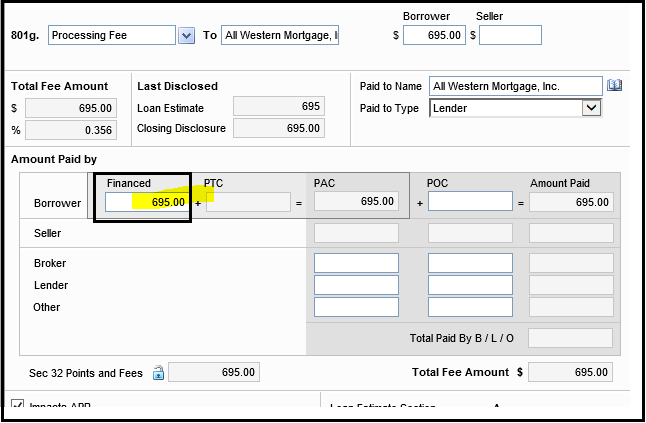 Borrower Seller
801g. Processing Fee To All Western Mortgage, I $ 695.00 $
Total Fee Amount Last Disclosed Paid to Name All Western Mortgage, Inc.
$ 695.00 Loan Estimate 695 Paid to Type Lender
% 0.356 Closing Disclosure 695.00
Amount Paid by
Financed PTC PAC POC Amount Paid
Borrower 695.00 + = 695.00 + = 695.00
Seller
Broker
Lender
Other
Total Paid By B / L / O
Sec 32 Points and Fees 695.00 Total Fee Amount $ 695.00
Impacts APR Loan Estimate Section A